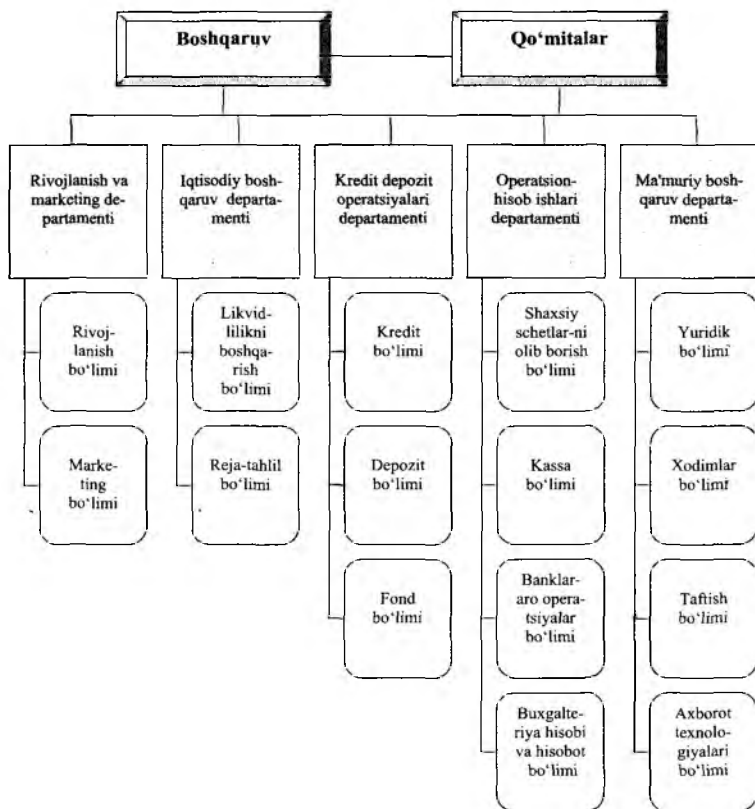 Boshqaruv
Qo‘mitalar
Rivojlanish va
marketing de-
partamenti
Iqtisodiy bosh-
qaruv departa-
menti
Kredit depozit
operatsiyalari
departamenti
Operatsion-
hisob ishlari
departamenti
Ma'muriy bosh-
qaruv departa-
menti
Rivoj-
lanish
bo‘limi
Marke-
ting
bo‘limi
Likvid-
lilikni
boshqa-
rish
bo‘limi
Reja-tahlil
bo‘limi
Kredit
bo‘limi
Depozit
bo‘limi
Fond
bo‘limi
Shaxsiy
schetlar-ni
olib borish
bo‘limi
Kassa
bo‘limi
Banklar-
aro opera-
tsiyalar
bo‘limi
Buxgalte-
riya hisobi
va hisobot
bo‘limi
Yuridik
bo‘limi
Xodimlar
bo‘limi
Taftish
bo‘limi
Axborot
texnolo-
giyalari
bo‘limi